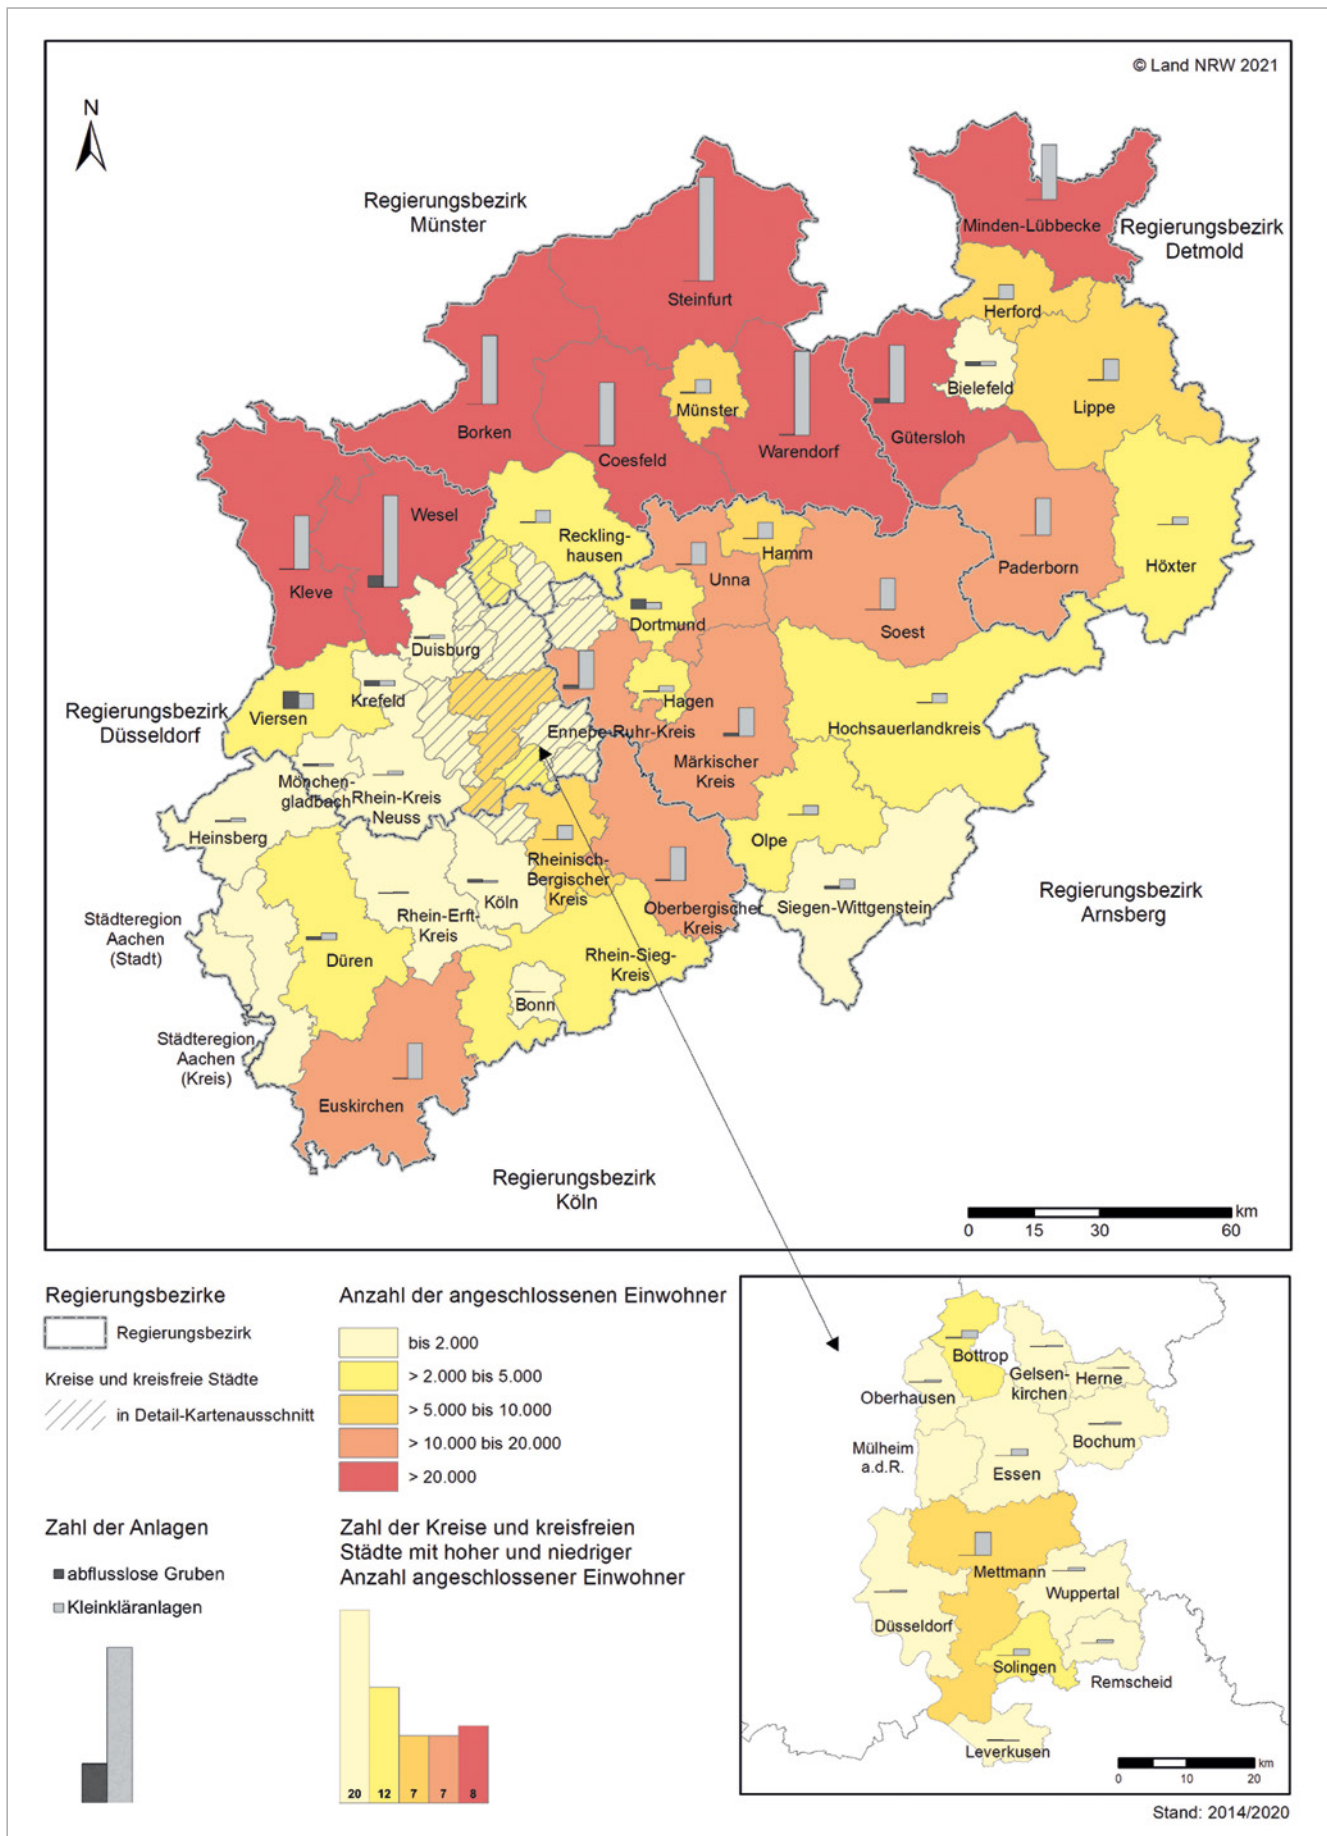 © Land NRW 2021
N
Regierungsbezirk
Münster
Minden-Lübbecke
Regierungsbezirk
Detmold
Steinfurt
Herford
Bielefeld
Lippe
Münster
Borken
Coesfeld
Warendorf
Gütersloh
Wesel
Kleve
Reckling-
hausen
Hamm
Unna
Paderborn
Höxter
Soest
Dortmund
Duisburg
Krefeld
Viersen
Hagen
Hochsauerlandkreis
Regierungsbezirk
Düsseldorf
Ennepe-Ruhr-Kreis
Märkischer
Kreis
Mönchen-
gladbach
Rhein-Kreis
Neuss
Heinsberg
Olpe
Rheinisch-
Bergischer
Kreis
Köln
Rhein-Erft-
Kreis
Oberbergischer
Kreis
Siegen-Wittgenstein
Regierungsbezirk
Arnsberg
Städteregion
Aachen
(Stadt)
Düren
Rhein-Sieg-
Kreis
Bonn
Städteregion
Aachen
(Kreis)
Euskirchen
Regierungsbezirk
Köln
km
0 15 30 60
Regierungsbezirke
Regierungsbezirk
Kreise und kreisfreie Städte
in Detail-Kartenausschnitt
Anzahl der angeschlossenen Einwohner
bis 2.000
> 2.000 bis 5.000
> 5.000 bis 10.000
> 10.000 bis 20.000
> 20.000
Zahl der Anlagen
abflusslose Gruben
Kleinkläranlagen
Zahl der Kreise und kreisfreien
Städte mit hoher und niedriger
Anzahl angeschlossener Einwohner
20 12 7 7 8
Bottrop
Gelsen-
kirchen
Herne
Oberhausen
Bochum
Mülheim
a.d.R.
Essen
Mettmann
Wuppertal
Düsseldorf
Solingen
Remscheid
Leverkusen
km
0 10 20
Stand: 2014/2020